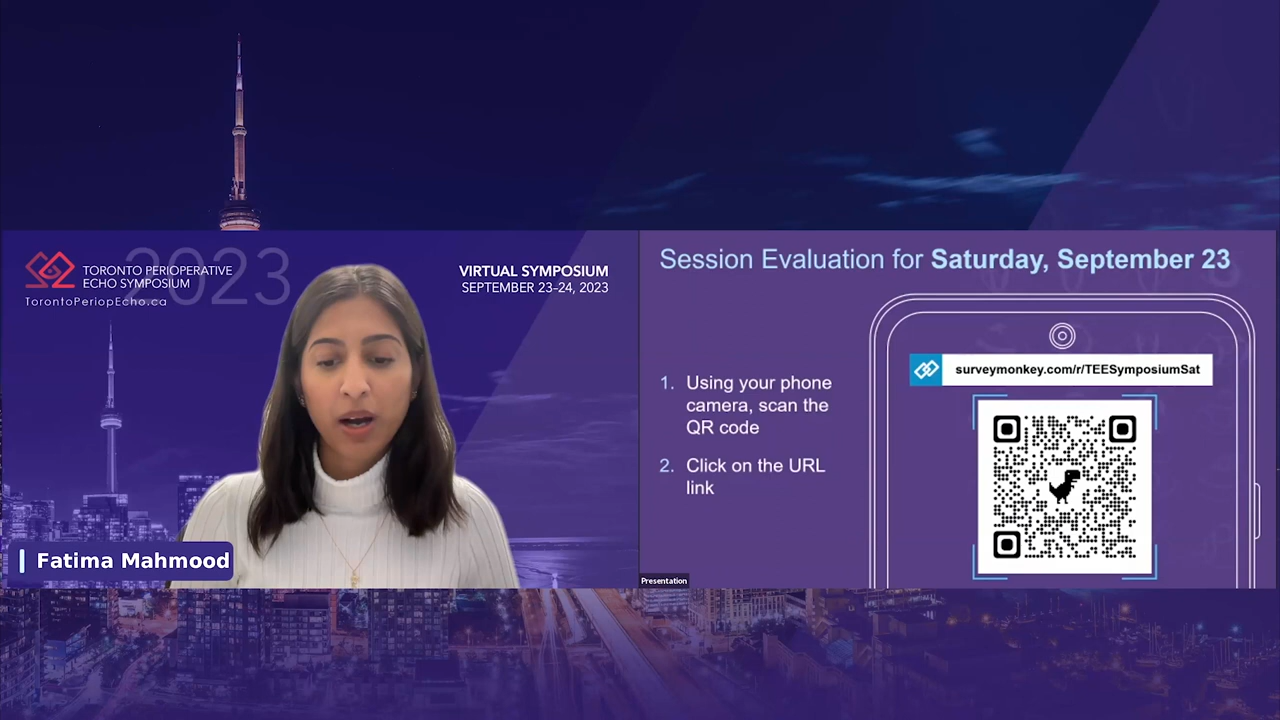 2023
TORONTO PERIOPERATIVE
ECHO SYMPOSIUM
TorontoPeriopEcho.ca
VIRTUAL SYMPOSIUM
SEPTEMBER 23-24, 2023
Fatima Mahmood
Session Evaluation for Saturday, September 23
1. Using your phone
camera, scan the
QR code
2. Click on the URL
link
surveymonkey.com/r/TEESymposiumSat
Presentation